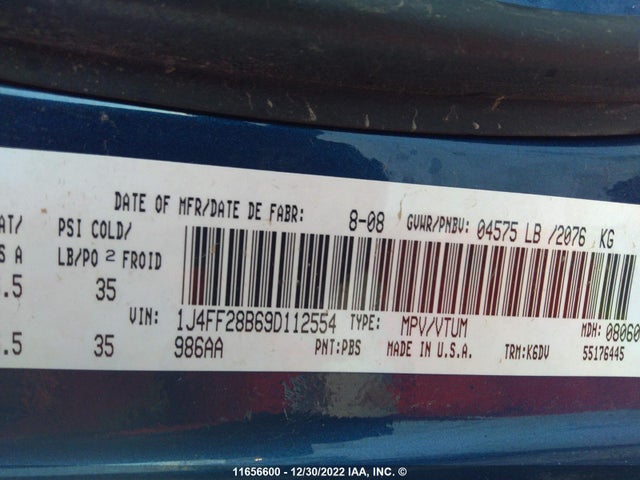 DATE OF MFR/DATE DE FABR: 8-08 GVWR/PNBV: 04575 LB /2076 KG
AT/ PSI COLD/
S A LB/PO 2 FROID
.5 35
VIN: 1J4FF28B69D112554 TYPE: MPV/VTUM MDH: 08060
.5 35 986AA PNT:PBS MADE IN U.S.A. TRM:K6DV 55176445
11656600 - 12/30/2022 IAA, INC. ©